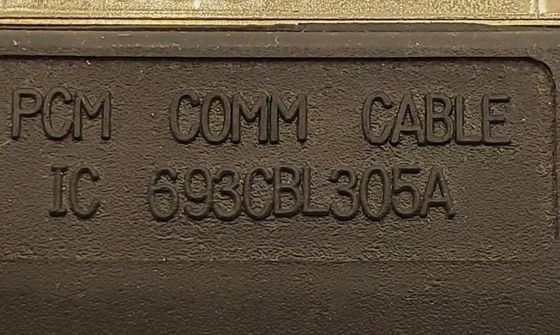 PCM COMM CABLE
IC 693CBL305A